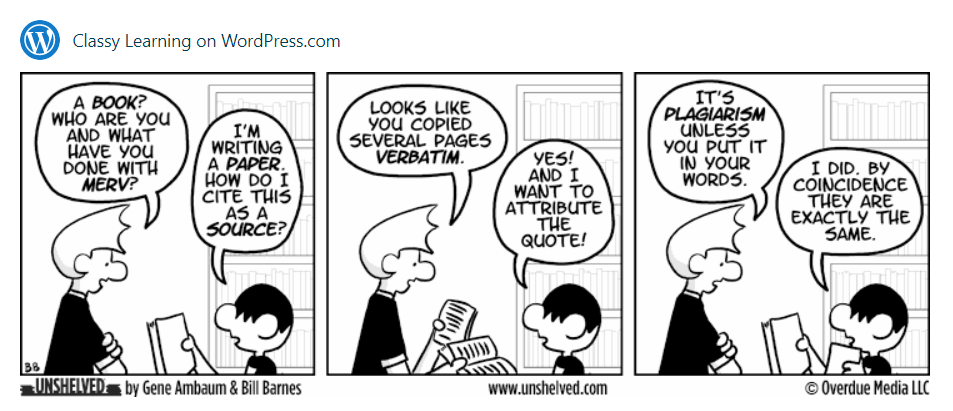 Classy Learning on WordPress.com
A BOOK?
WHO ARE YOU
AND WHAT
HAVE YOU
DONE WITH
MERV?
I'M
WRITING
A PAPER.
HOW DO I
CITE THIS
AS A
SOURCE?
LOOKS LIKE
YOU COPIED
SEVERAL PAGES
VERBATIM.
YES!
AND I
WANT TO
ATTRIBUTE
THE
QUOTE!
IT'S
PLAGIARISM
UNLESS
YOU PUT IT
IN YOUR
WORDS.
I DID. BY
COINCIDENCE
THEY ARE
EXACTLY THE
SAME.
BB
UNSHELVED by Gene Ambaum & Bill Barnes
www.unshelved.com
© Overdue Media LLC